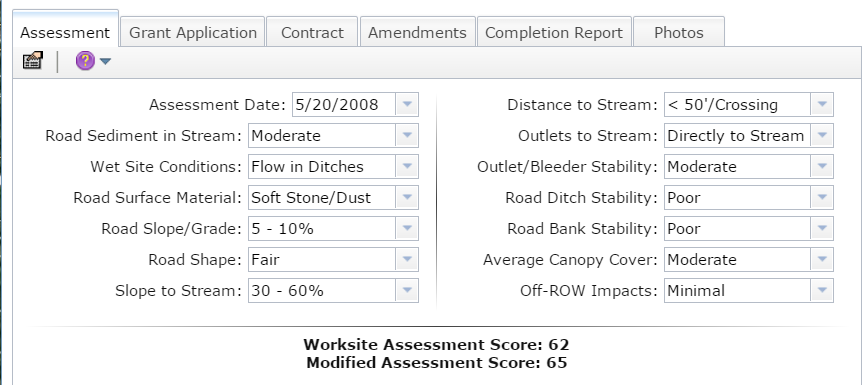 Assessment
Grant Application
Contract
Amendments
Completion Report
Photos
?
Assessment Date: 5/20/2008
Road Sediment in Stream: Moderate
Wet Site Conditions: Flow in Ditches
Road Surface Material: Soft Stone/Dust
Road Slope/Grade: 5 - 10%
Road Shape: Fair
Slope to Stream: 30 - 60%
Distance to Stream: < 50'/Crossing
Outlets to Stream: Directly to Stream
Outlet/Bleeder Stability: Moderate
Road Ditch Stability: Poor
Road Bank Stability: Poor
Average Canopy Cover: Moderate
Off-ROW Impacts: Minimal
Worksite Assessment Score: 62
Modified Assessment Score: 65